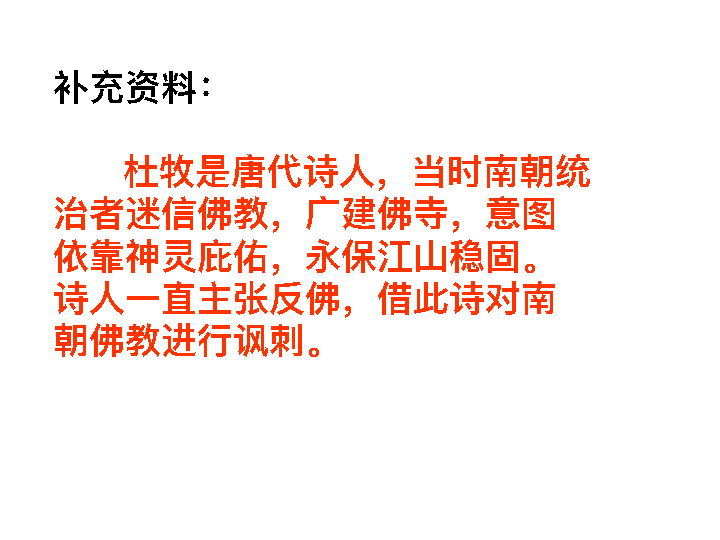 补充资料：
杜牧是唐代诗人，当时南朝统
治者迷信佛教，广建佛寺，意图
依靠神灵庇佑，永保江山稳固。
诗人一直主张反佛，借此诗对南
朝佛教进行讽刺。